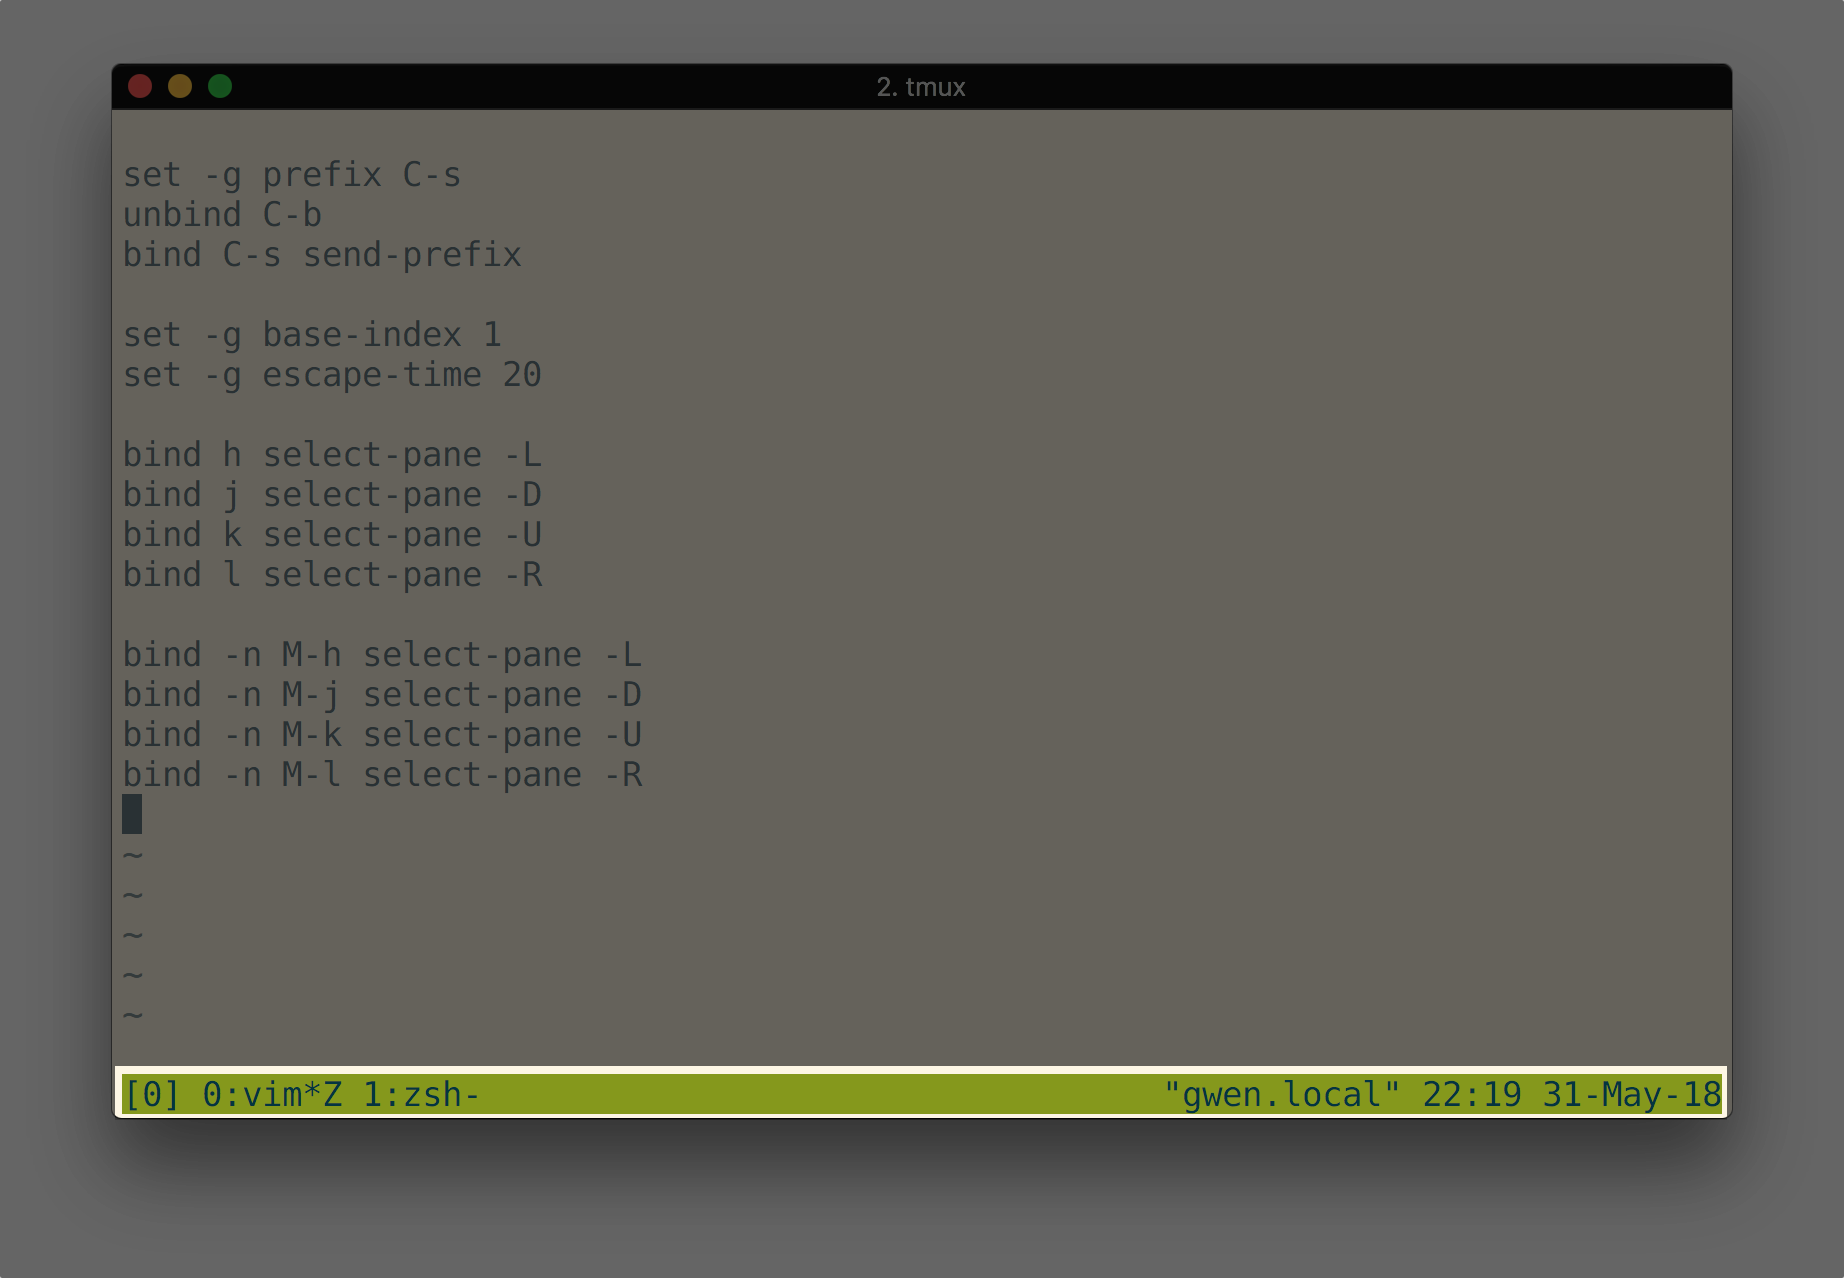 2. tmux
set -g prefix C-s
unbind C-b
bind C-s send-prefix
set -g base-index 1
set -g escape-time 20
bind h select-pane -L
bind j select-pane -D
bind k select-pane -U
bind l select-pane -R
bind -n M-h select-pane -L
bind -n M-j select-pane -D
bind -n M-k select-pane -U
bind -n M-l select-pane -R
~
~
~
~
~
[0] 0:vim*Z 1:zsh- "gwen.local" 22:19 31-May-18